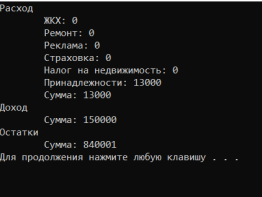 Расход
ЖКХ: 0
Ремонт: 0
Реклама: 0
Страховка: 0
Налог на недвижимость: 0
Принадлежности: 13000
Сумма: 13000
Доход
Сумма: 150000
Остатки
Сумма: 840001
Для продолжения нажмите любую клавишу . . .